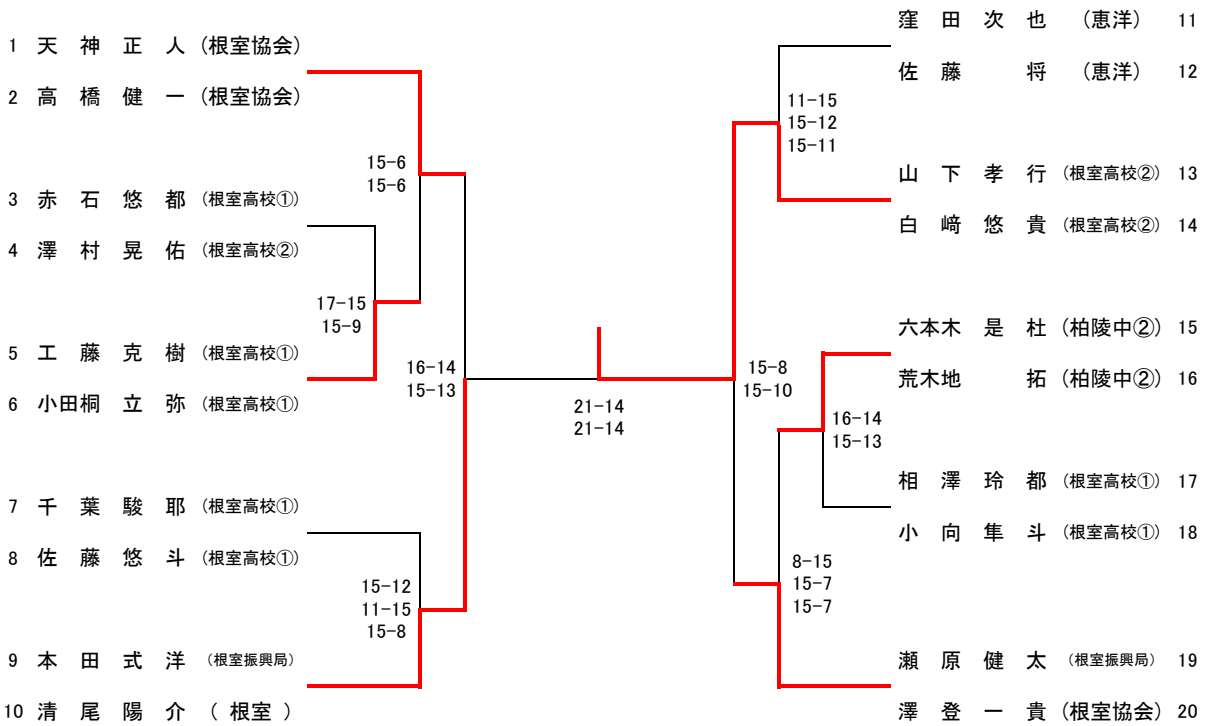 1 天 神 正 人 (根室協会)
2 高 橋 健 一 (根室協会)
15-6
15-6
3 赤 石 悠 都 (根室高校①)
4 澤 村 晃 佑 (根室高校②)
17-15
15-9
5 工 藤 克 樹 (根室高校①)
6 小田桐 立 弥 (根室高校①)
16-14
15-13
7 千 葉 駿 耶 (根室高校①)
8 佐 藤 悠 斗 (根室高校①)
15-12
11-15
15-8
9 本 田 式 洋 (根室振興局)
10 清 尾 陽 介 ( 根室 )
21-14
21-14
窪 田 次 也 (恵洋) 11
佐 藤 将 (恵洋) 12
11-15
15-12
15-11
山 下 孝 行 (根室高校②) 13
白 﨑 悠 貴 (根室高校②) 14
六本木 是 杜 (柏陵中②) 15
15-8
15-10
荒木地 拓 (柏陵中②) 16
16-14
15-13
相 澤 玲 都 (根室高校①) 17
小 向 隼 斗 (根室高校①) 18
8-15
15-7
15-7
瀬 原 健 太 (根室振興局) 19
澤 登 一 貴 (根室協会) 20